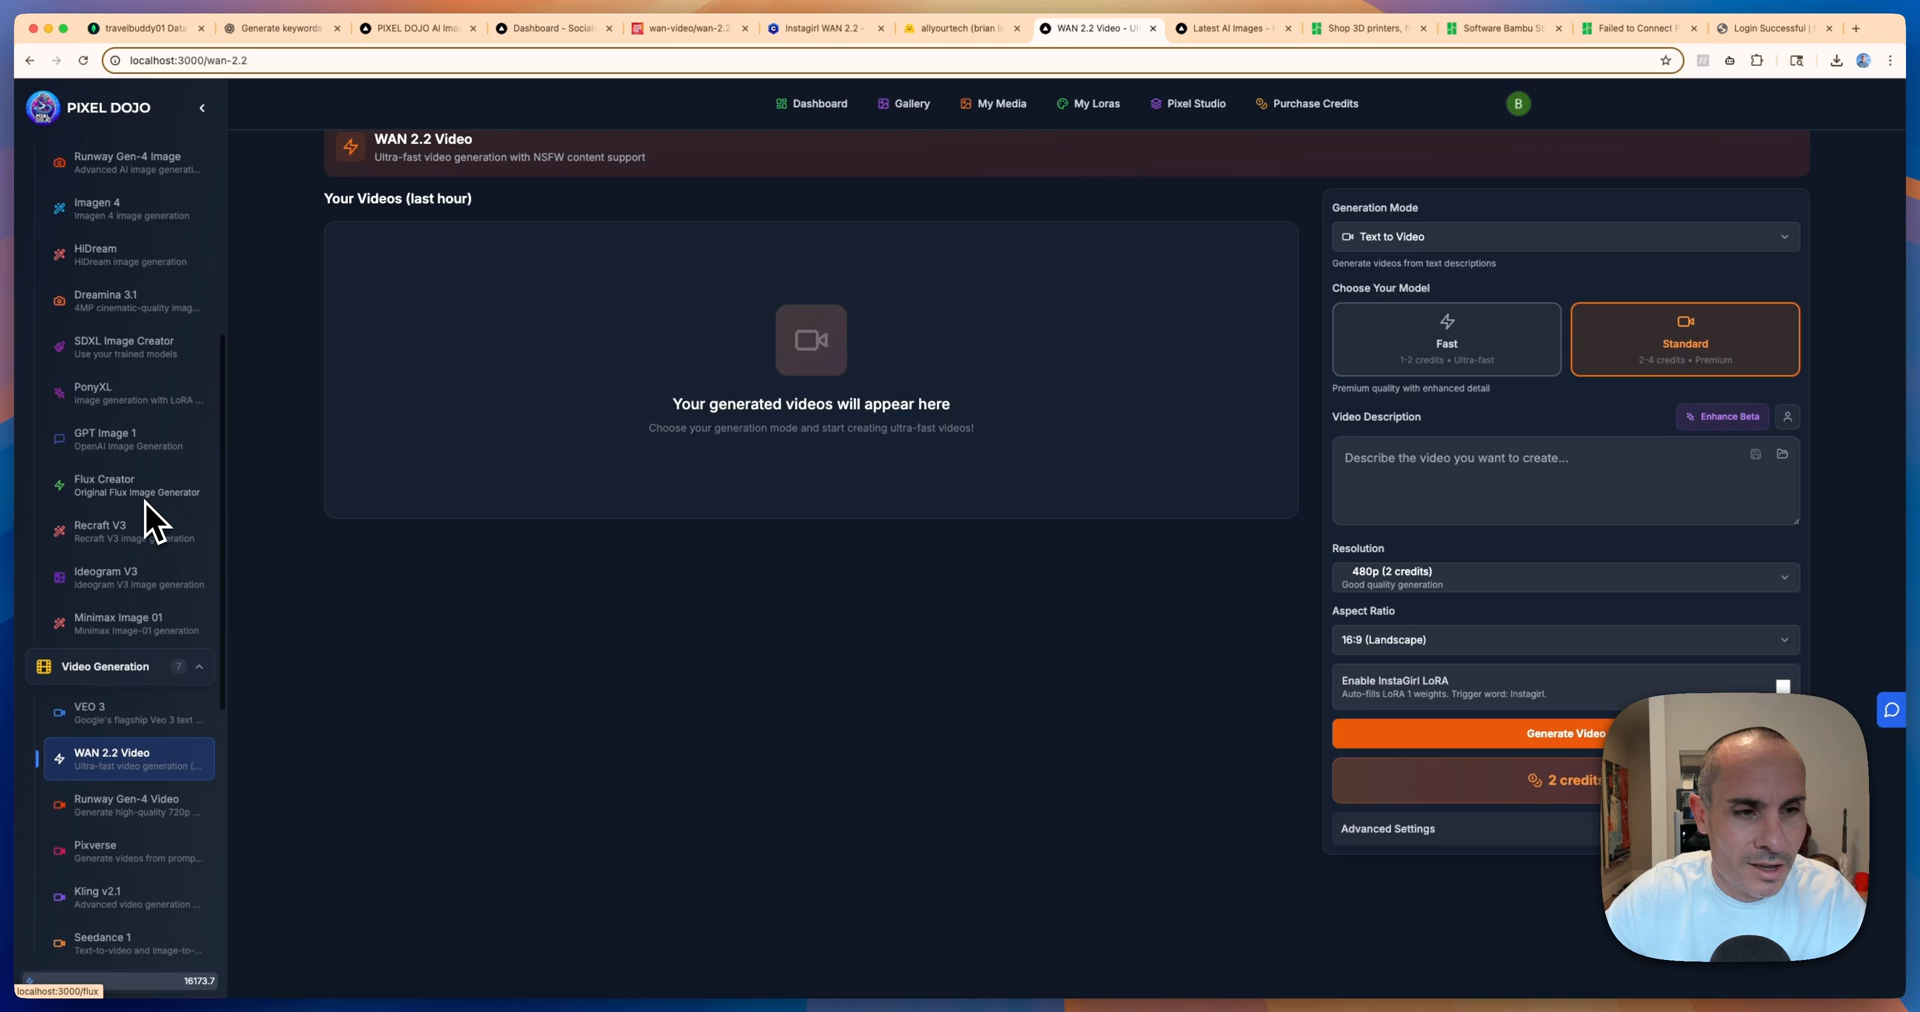 travelbuddy01 Data
Generate keywords
PIXEL DOJO AI Ima
Dashboard - Social
wan-video/wan-2.2
Instagirl WAN 2.2 -
allyourtech (brian
WAN 2.2 Video - Ul
Latest AI Images -
Shop 3D printers, f
Software Bambu St
Failed to Connect P
Login Successful |
localhost:3000/wan-2.2
PIXEL DOJO
Dashboard
Gallery
My Media
My Loras
Pixel Studio
Purchase Credits
B
Runway Gen-4 Image
Advanced AI image generati...
Imagen 4
Imagen 4 image generation
HiDream
HiDream image generation
Dreamina 3.1
4MP cinematic-quality imag...
SDXL Image Creator
Use your trained models
PonyXL
Image generation with LoRA ...
GPT Image 1
OpenAI Image Generation
Flux Creator
Original Flux Image Generator
Recraft V3
Recraft V3 image generation
Ideogram V3
Ideogram V3 image generation
Minimax Image 01
Minimax Image-01 generation
Video Generation 7
VEO 3
Google's flagship Veo 3 text ...
WAN 2.2 Video
Ultra-fast video generation (...
Runway Gen-4 Video
Generate high-quality 720p ...
Pixverse
Generate videos from promp...
Kling v2.1
Advanced video generation ...
Seedance 1
Text-to-video and image-to-...
16173.7
localhost:3000/flux
WAN 2.2 Video
Ultra-fast video generation with NSFW content support
Your Videos (last hour)
Your generated videos will appear here
Choose your generation mode and start creating ultra-fast videos!
Generation Mode
Text to Video
Generate videos from text descriptions
Choose Your Model
Fast
1-2 credits • Ultra-fast
Standard
2-4 credits • Premium
Premium quality with enhanced detail
Video Description
Enhance Beta
Describe the video you want to create...
Resolution
480p (2 credits)
Good quality generation
Aspect Ratio
16:9 (Landscape)
Enable InstaGirl LoRA
Auto-fills LoRA 1 weights. Trigger word: Instagirl.
Generate Video
2 credits
Advanced Settings